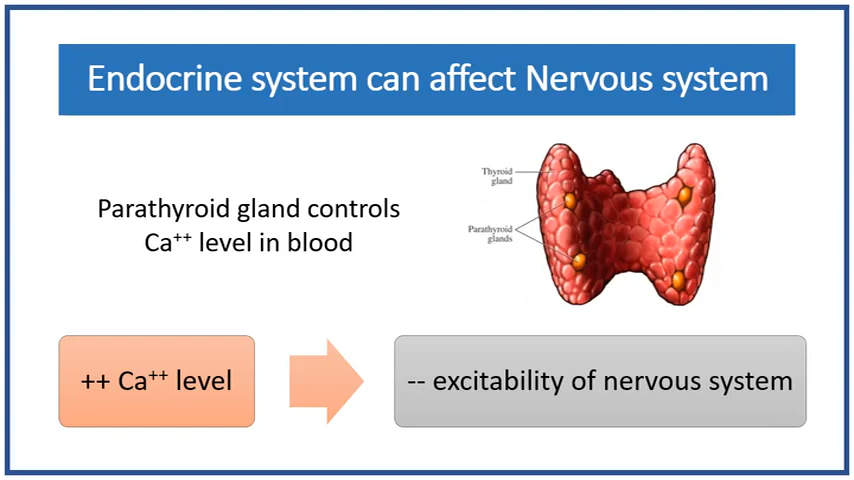 Endocrine system can affect Nervous system
Parathyroid gland controls
Ca⁺⁺ level in blood
Thyroid
gland
Parathyroid
glands
++ Ca⁺⁺ level
-- excitability of nervous system